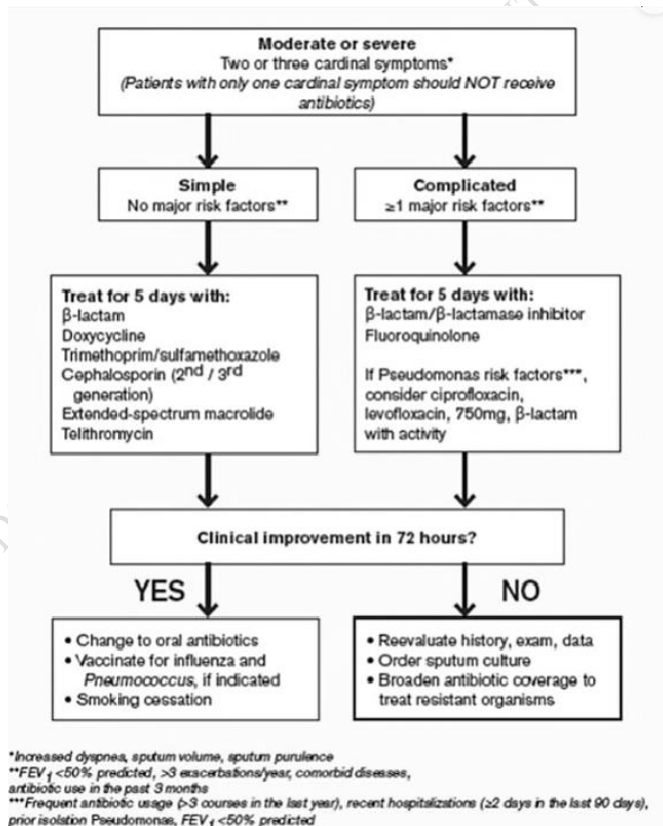 Moderate or severe
Two or three cardinal symptoms*
(Patients with only one cardinal symptom should NOT receive
antibiotics)
Simple
No major risk factors**
Complicated
≥1 major risk factors**
Treat for 5 days with:
β-lactam
Doxycycline
Trimethoprim/sulfamethoxazole
Cephalosporin (2nd / 3rd
generation)
Extended-spectrum macrolide
Telithromycin
Treat for 5 days with:
β-lactam/β-lactamase inhibitor
Fluoroquinolone
If Pseudomonas risk factors***,
consider ciprofloxacin,
levofloxacin, 750mg, β-lactam
with activity
Clinical improvement in 72 hours?
YES
NO
• Change to oral antibiotics
• Vaccinate for influenza and
Pneumococcus, if indicated
• Smoking cessation
• Reevaluate history, exam, data
• Order sputum culture
• Broaden antibiotic coverage to
treat resistant organisms
*Increased dyspnea, sputum volume, sputum purulence
**FEV1 <50% predicted, >3 exacerbations/year, comorbid diseases,
antibiotic use in the past 3 months
***Frequent antibiotic usage (>3 courses in the last year), recent hospitalizations (≥2 days in the last 90 days),
prior isolation Pseudomonas, FEV1 <50% predicted